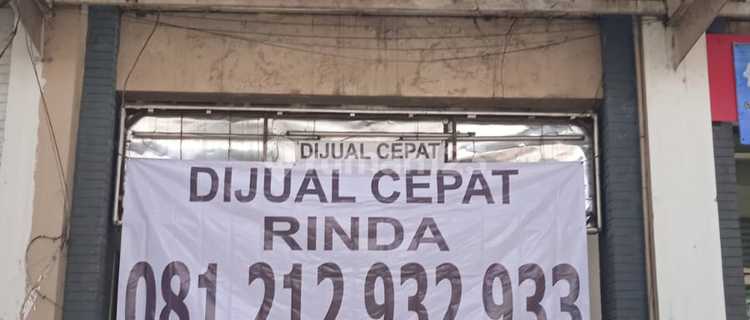 DIJUAL CEPAT
DIJUAL CEPAT
RINDA
081 212 932 933